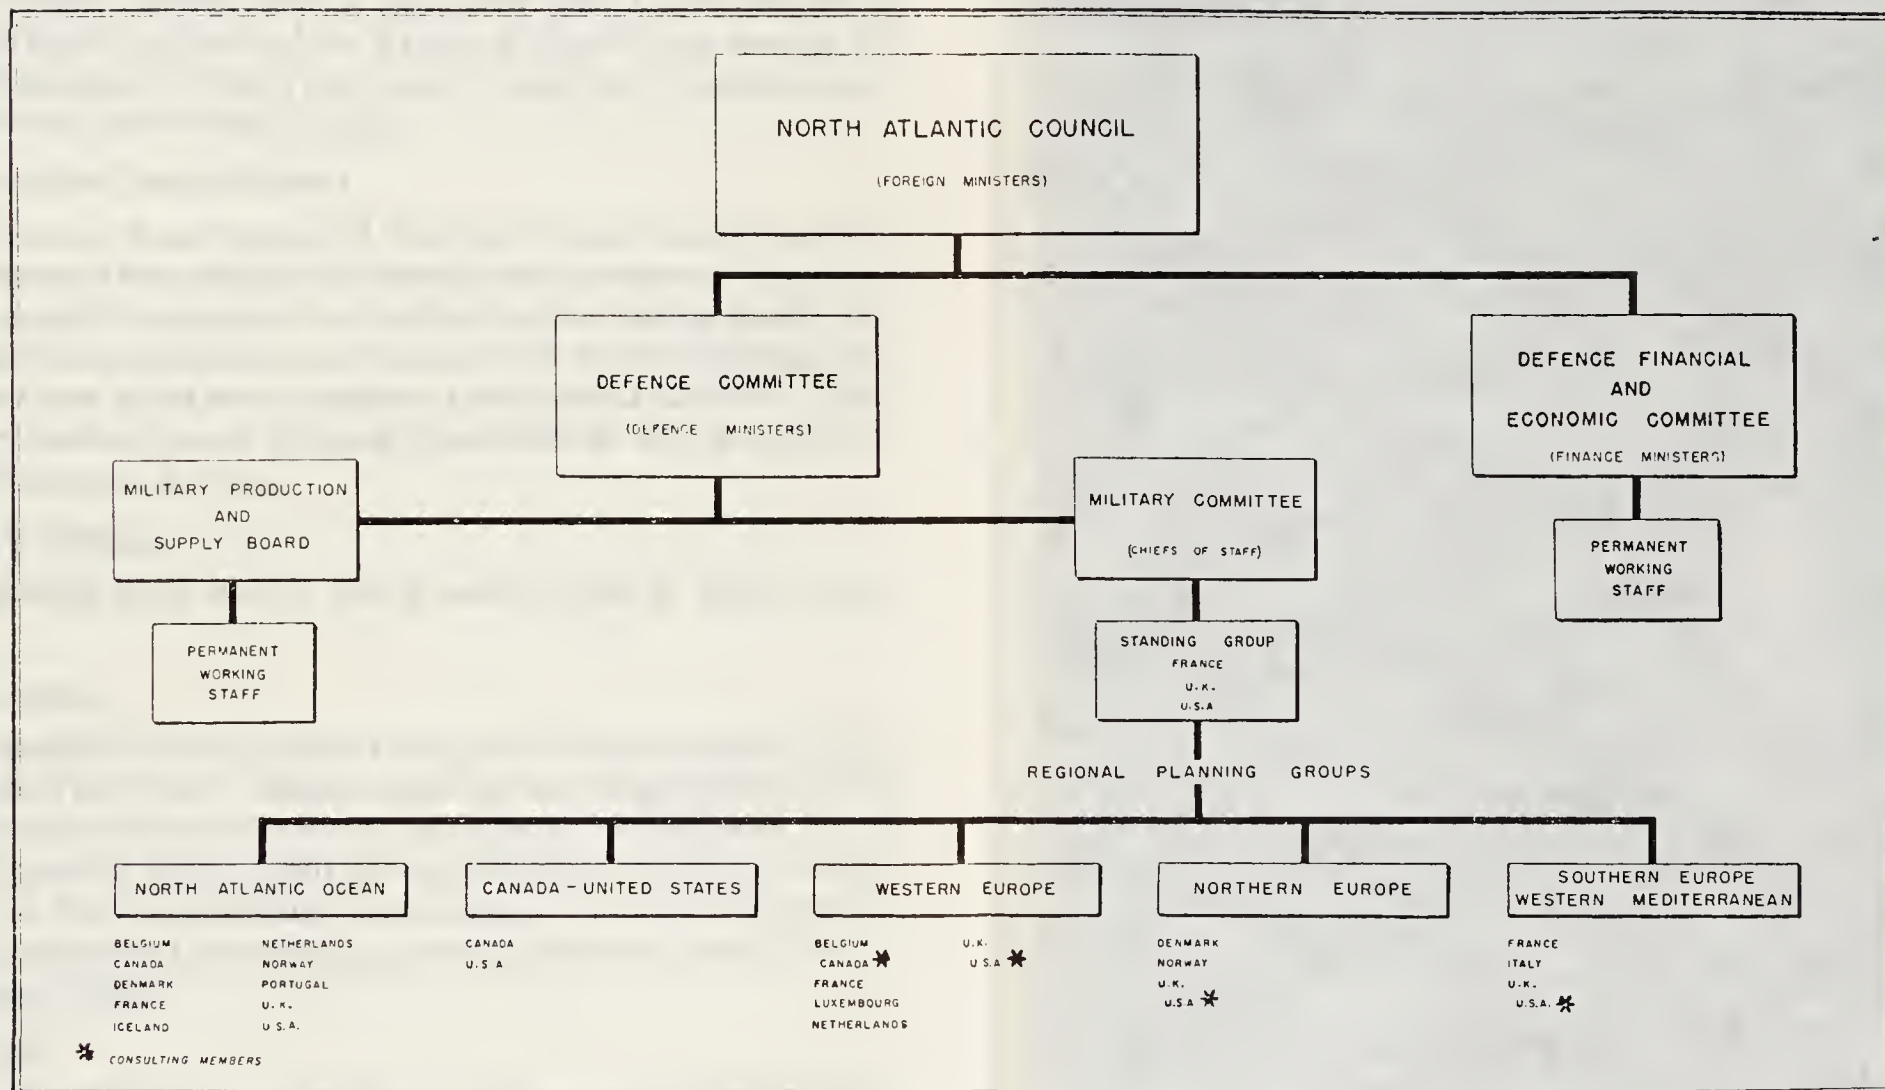 NORTH ATLANTIC COUNCIL
(FOREIGN MINISTERS)
DEFENCE COMMITTEE
(DEFENCE MINISTERS)
DEFENCE FINANCIAL
AND
ECONOMIC COMMITTEE
(FINANCE MINISTERS)
MILITARY PRODUCTION
AND
SUPPLY BOARD
MILITARY COMMITTEE
(CHIEFS OF STAFF)
PERMANENT
WORKING
STAFF
PERMANENT
WORKING
STAFF
STANDING GROUP
FRANCE
U.K.
U.S.A
REGIONAL PLANNING GROUPS
NORTH ATLANTIC OCEAN
BELGIUM
CANADA
DENMARK
FRANCE
ICELAND
NETHERLANDS
NORWAY
PORTUGAL
U.K.
U.S.A.
CANADA - UNITED STATES
CANADA
U.S.A
WESTERN EUROPE
BELGIUM
CANADA *
FRANCE
LUXEMBOURG
NETHERLANDS
U.K.
U.S.A *
NORTHERN EUROPE
DENMARK
NORWAY
U.K.
U.S.A *
SOUTHERN EUROPE
WESTERN MEDITERRANEAN
FRANCE
ITALY
U.K.
U.S.A. *
* CONSULTING MEMBERS